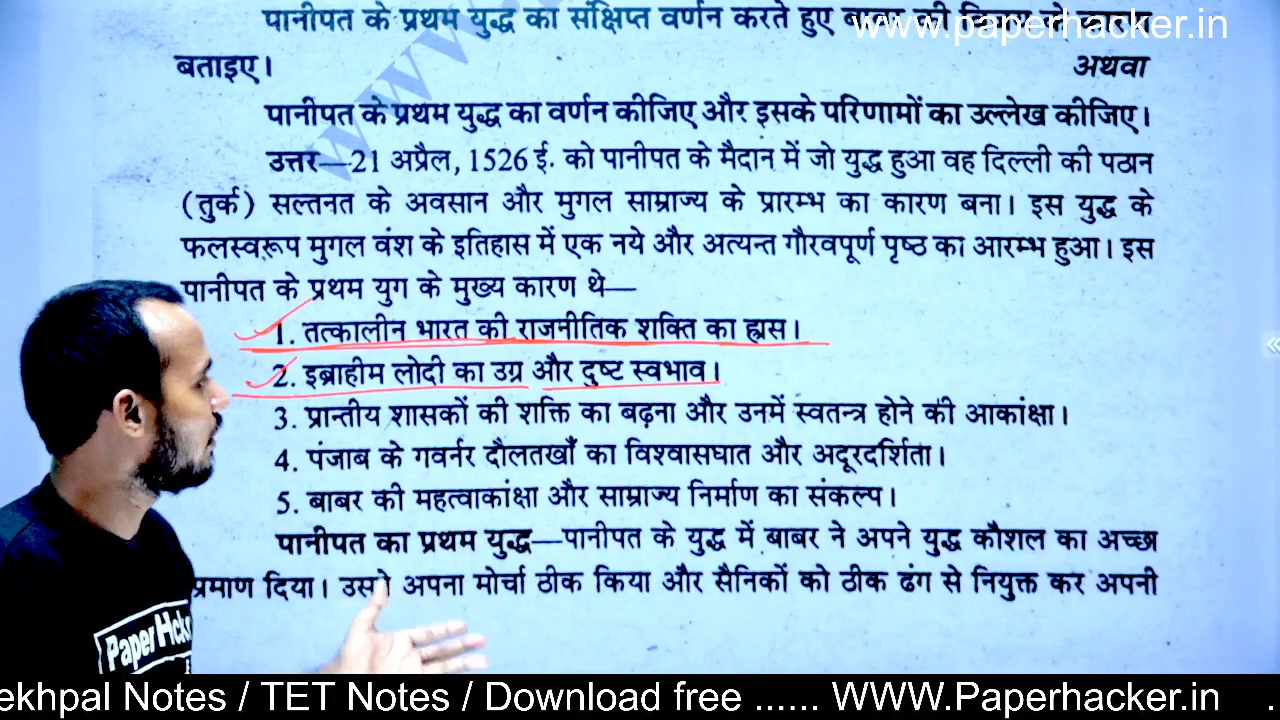 पानीपत के प्रथम युद्ध का संक्षिप्त वर्णन करते हुए बाबर की
www.paperhacker.in
बताइए। अथवा
पानीपत के प्रथम युद्ध का वर्णन कीजिए और इसके परिणामों का उल्लेख कीजिए।
उत्तर—21 अप्रैल, 1526 ई. को पानीपत के मैदान में जो युद्ध हुआ वह दिल्ली की पठान
(तुर्क) सल्तनत के अवसान और मुगल साम्राज्य के प्रारम्भ का कारण बना। इस युद्ध के
फलस्वरूप मुगल वंश के इतिहास में एक नये और अत्यन्त गौरवपूर्ण पृष्ठ का आरम्भ हुआ। इस
पानीपत के प्रथम युग के मुख्य कारण थे—
1. तत्कालीन भारत की राजनीतिक शक्ति का ह्रास।
2. इब्राहीम लोदी का उग्र और दुष्ट स्वभाव।
3. प्रान्तीय शासकों की शक्ति का बढ़ना और उनमें स्वतन्त्र होने की आकांक्षा।
4. पंजाब के गवर्नर दौलतखाँ का विश्वासघात और अदूरदर्शिता।
5. बाबर की महत्वाकांक्षा और साम्राज्य निर्माण का संकल्प।
पानीपत का प्रथम युद्ध—पानीपत के युद्ध में बाबर ने अपने युद्ध कौशल का अच्छा
प्रमाण दिया। उसने अपना मोर्चा ठीक किया और सैनिकों को ठीक ढंग से नियुक्त कर अपनी
PaperHcker
ekhpal Notes / TET Notes / Download free ...... WWW.Paperhacker.in .